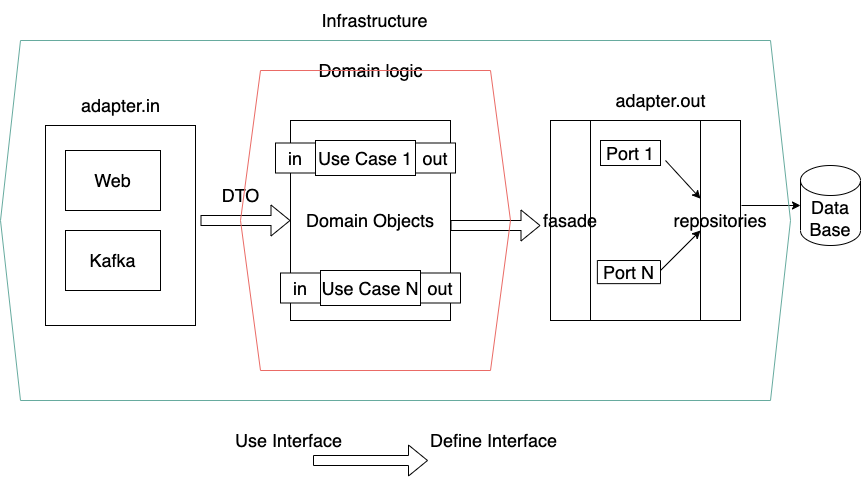 Infrastructure
Domain logic
adapter.in
adapter.out
Web
Kafka
DTO
in
Use Case 1
out
Domain Objects
in
Use Case N
out
fasade
Port 1
repositories
Port N
Data
Base
Use Interface
Define Interface